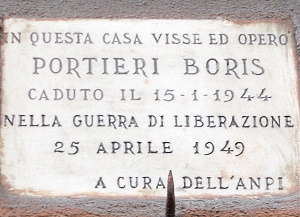 IN QUESTA CASA VISSE ED OPERÒ
PORTIERI BORIS
CADUTO IL 15-1-1944
NELLA GUERRA DI LIBERAZIONE
25 APRILE 1949
A CURA DELL'ANPI